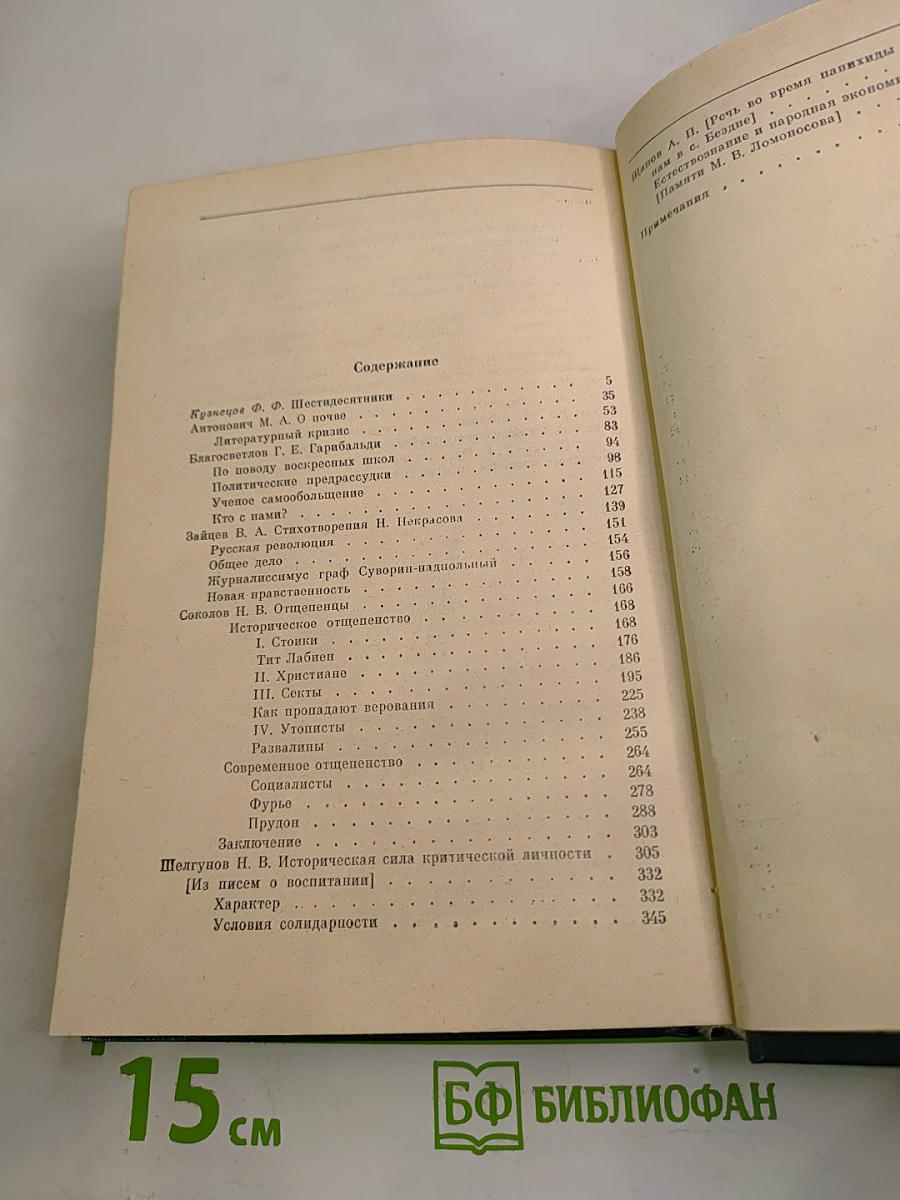 Содержание
Кузнецов Ф. Ф. Шестидесятники . . . . . . . . . . 5
Антонович М. А. О почве . . . . . . . . . . . . 35
Литературный кризис . . . . . . . . . . . . 53
Благосветлов Г. Е. Гарибальди . . . . . . . . . . 83
По поводу воскресных школ . . . . . . . . . . 94
Политические предрассудки . . . . . . . . . . 98
Ученое самообольщение . . . . . . . . . . . 115
Кто с нами? . . . . . . . . . . . . . . . 127
Зайцев В. А. Стихотворения Н. Некрасова . . . . . . 139
Русская революция . . . . . . . . . . . . . 151
Общее дело . . . . . . . . . . . . . . . 154
Журналиссимус граф Суворин-надпольный . . . . . 156
Новая нравственность . . . . . . . . . . . . 158
Соколов Н. В. Отщепенцы . . . . . . . . . . . . 166
Историческое отщепенство . . . . . . . . . . 168
I. Стоики . . . . . . . . . . . . . . . 168
Тит Лабиен . . . . . . . . . . . . . . 176
II. Христиане . . . . . . . . . . . . . . 186
III. Секты . . . . . . . . . . . . . . . 195
Как пропадают верования . . . . . . . . . 225
IV. Утописты . . . . . . . . . . . . . . 238
Развалины . . . . . . . . . . . . . . 255
Современное отщепенство . . . . . . . . . . . 264
Социалисты . . . . . . . . . . . . . . 264
Фурье . . . . . . . . . . . . . . . . 278
Прудон . . . . . . . . . . . . . . . . 288
Заключение . . . . . . . . . . . . . . . . 303
Шелгунов Н. В. Историческая сила критической личности . 305
[Из писем о воспитании] . . . . . . . . . . . . 332
Характер . . . . . . . . . . . . . . . . 332
Условия солидарности . . . . . . . . . . . . 345
Щапов А. П. [Речь во время панихиды
нам в с. Бездне] . . . . . .
Естествознание и народная эконом
[Памяти М. В. Ломоносова] . . .
Примечания . . . . . . . . . .
15 см
БФ БИБЛИОФАН